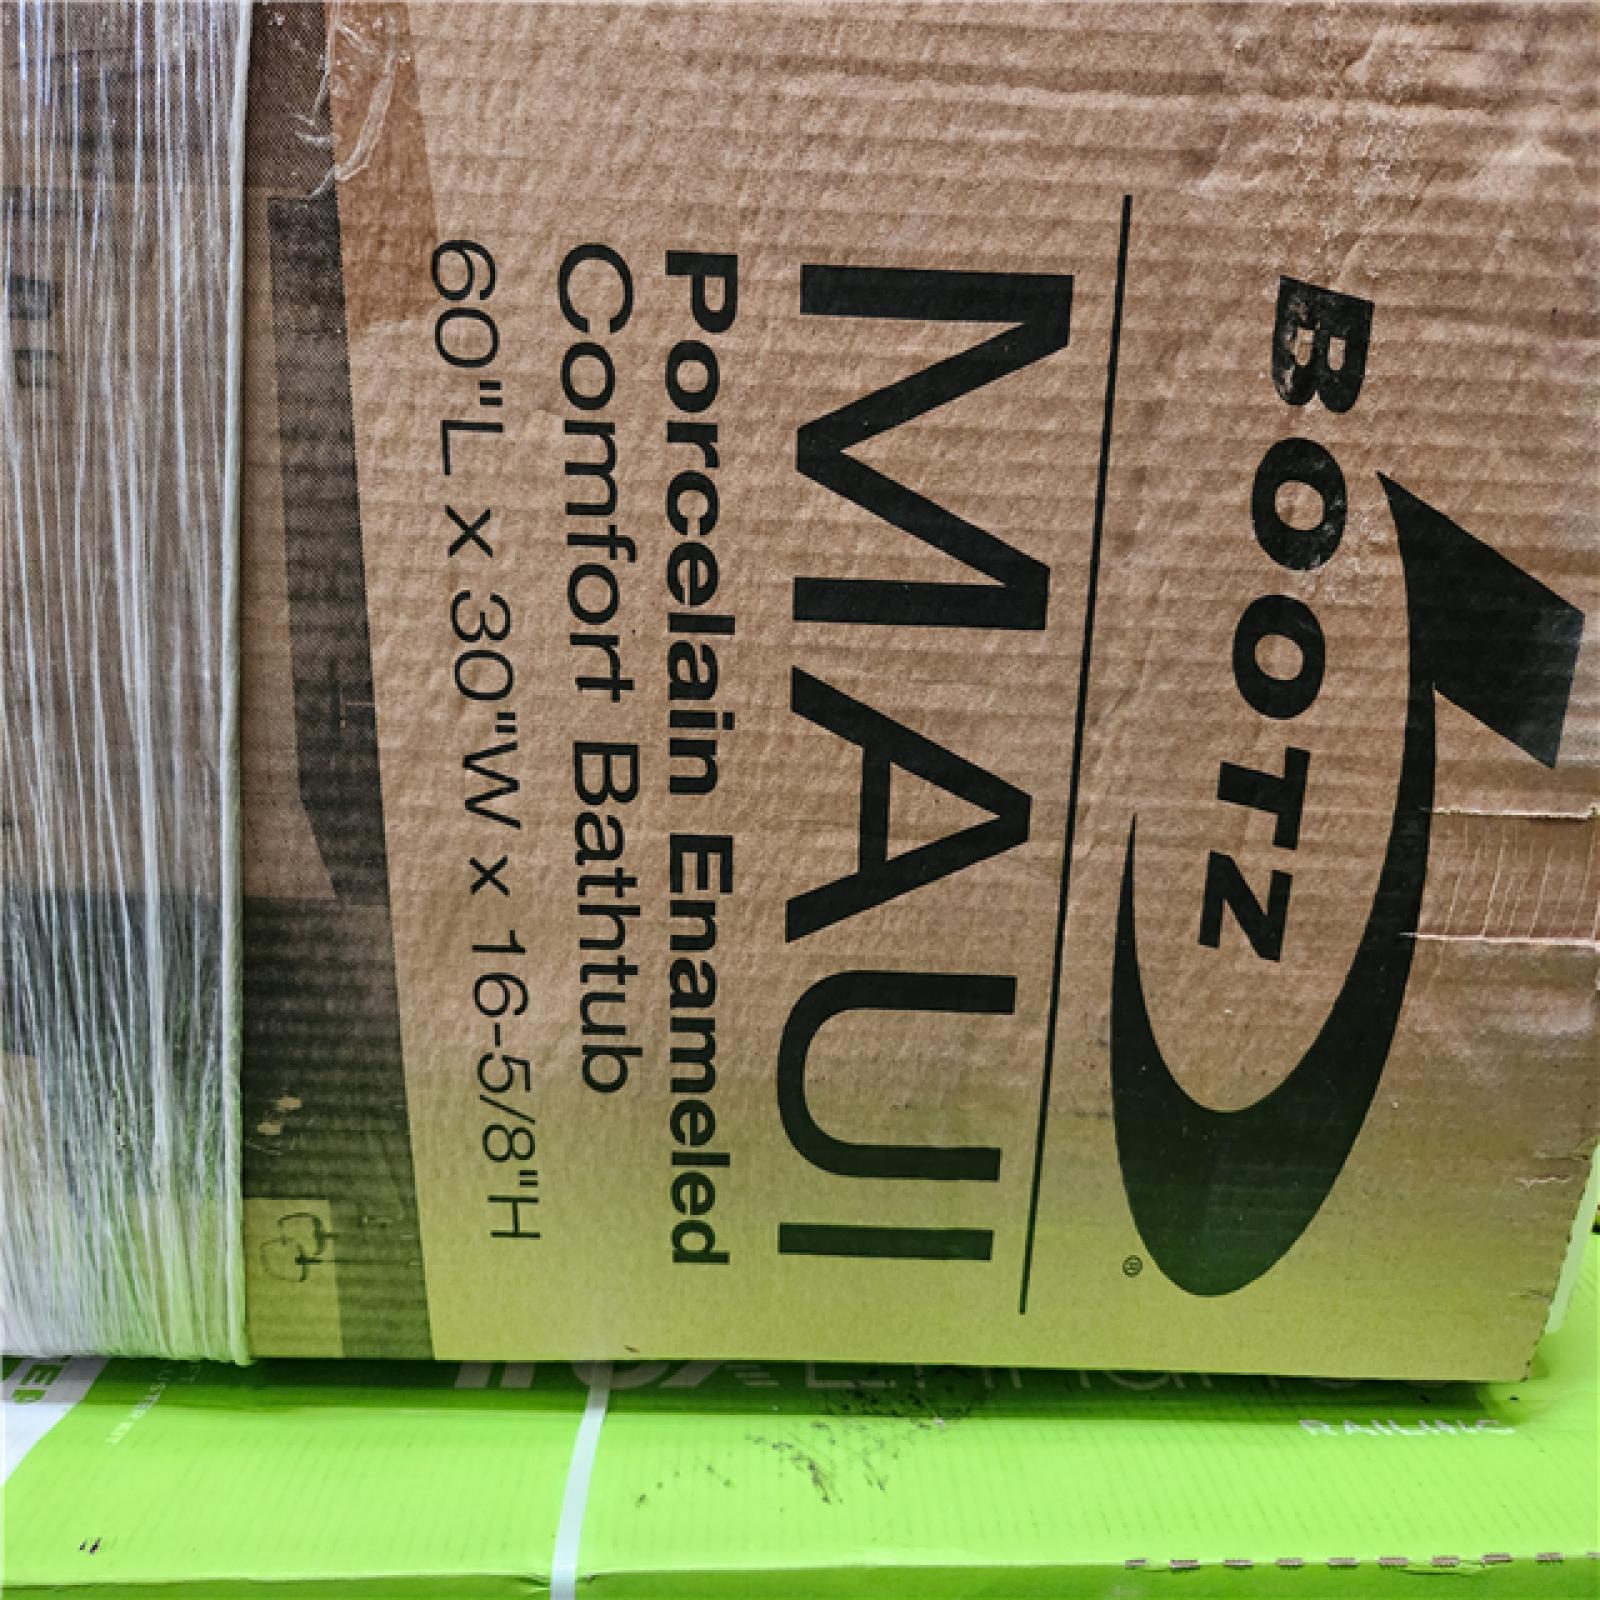 BOOTZ
®
MAUI
Porcelain Enameled
Comfort Bathtub
60"L x 30"W x 16-5/8"H
RAILING